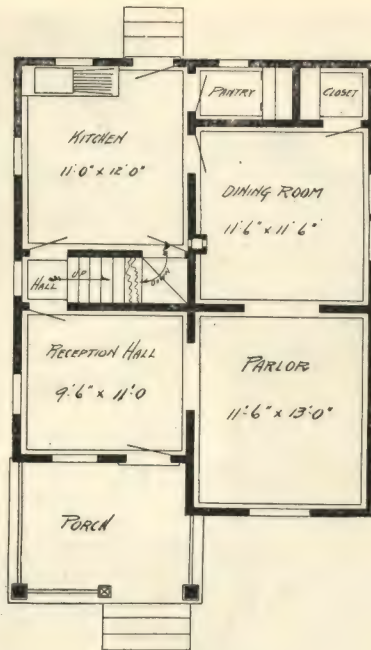 KITCHEN
11'0" x 12'0"
PANTRY
CLOSET
DINING ROOM
11'6" x 11'6"
HALL
UP
DOWN
RECEPTION HALL
9'6" x 11'0
PARLOR
11'6" x 13'0"
PORCH